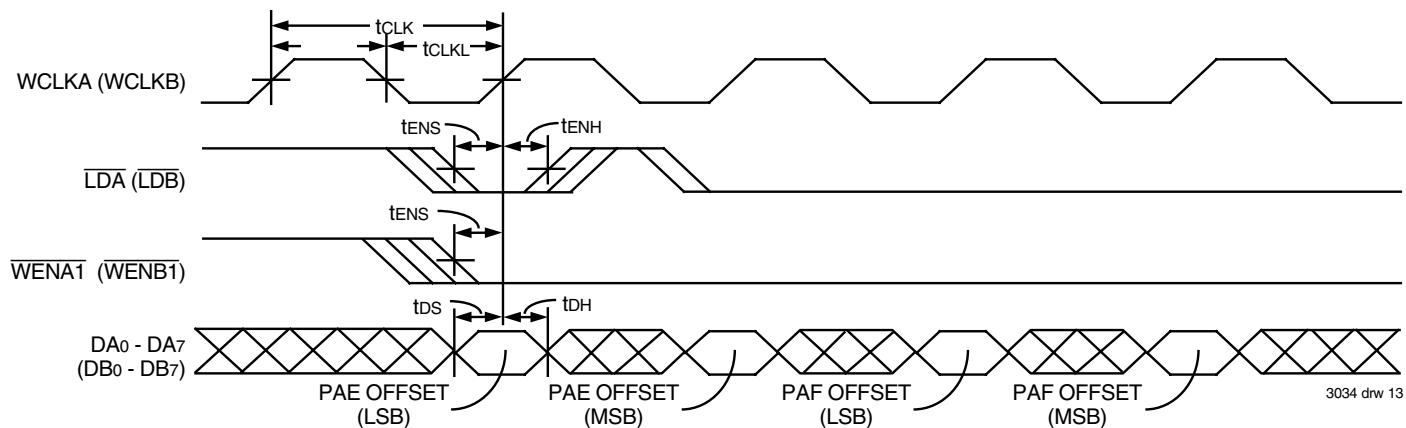 tCLK
tCLKL
WCLKA (WCLKB)
tENS
tENH
LDA (LDB)
tENS
WENA1 (WENB1)
tDS
tDH
DA0 - DA7
(DB0 - DB7)
PAE OFFSET
(LSB)
PAE OFFSET
(MSB)
PAF OFFSET
(LSB)
PAF OFFSET
(MSB)
3034 drw 13